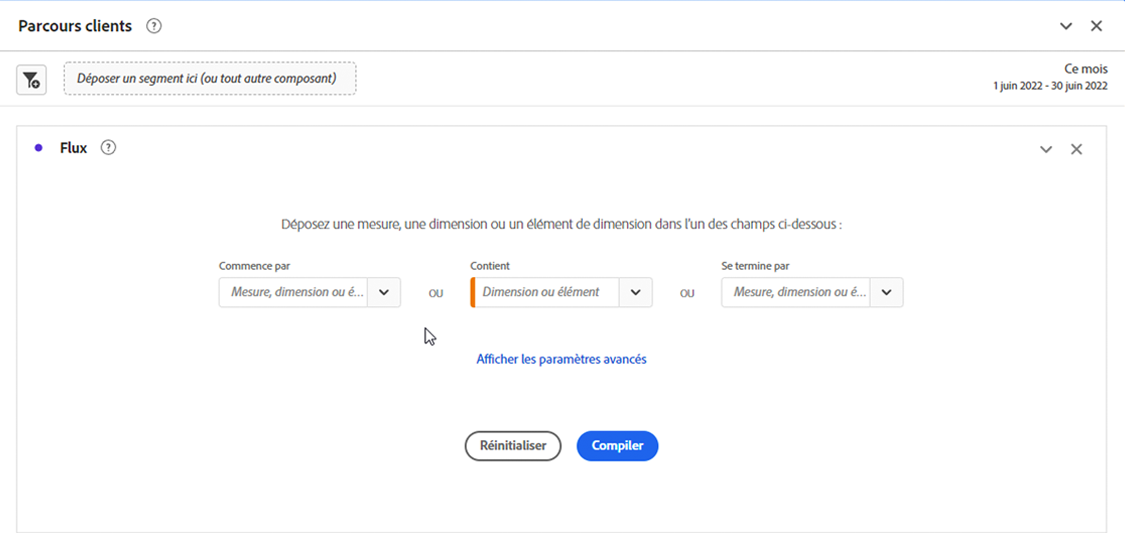 Parcours clients ?
Déposer un segment ici (ou tout autre composant)
Ce mois
1 juin 2022 - 30 juin 2022
Flux ?
Déposez une mesure, une dimension ou un élément de dimension dans l'un des champs ci-dessous :
Commence par
Contient
Se termine par
Mesure, dimension ou é... OU Dimension ou élément OU Mesure, dimension ou é...
Afficher les paramètres avancés
Réinitialiser Compiler